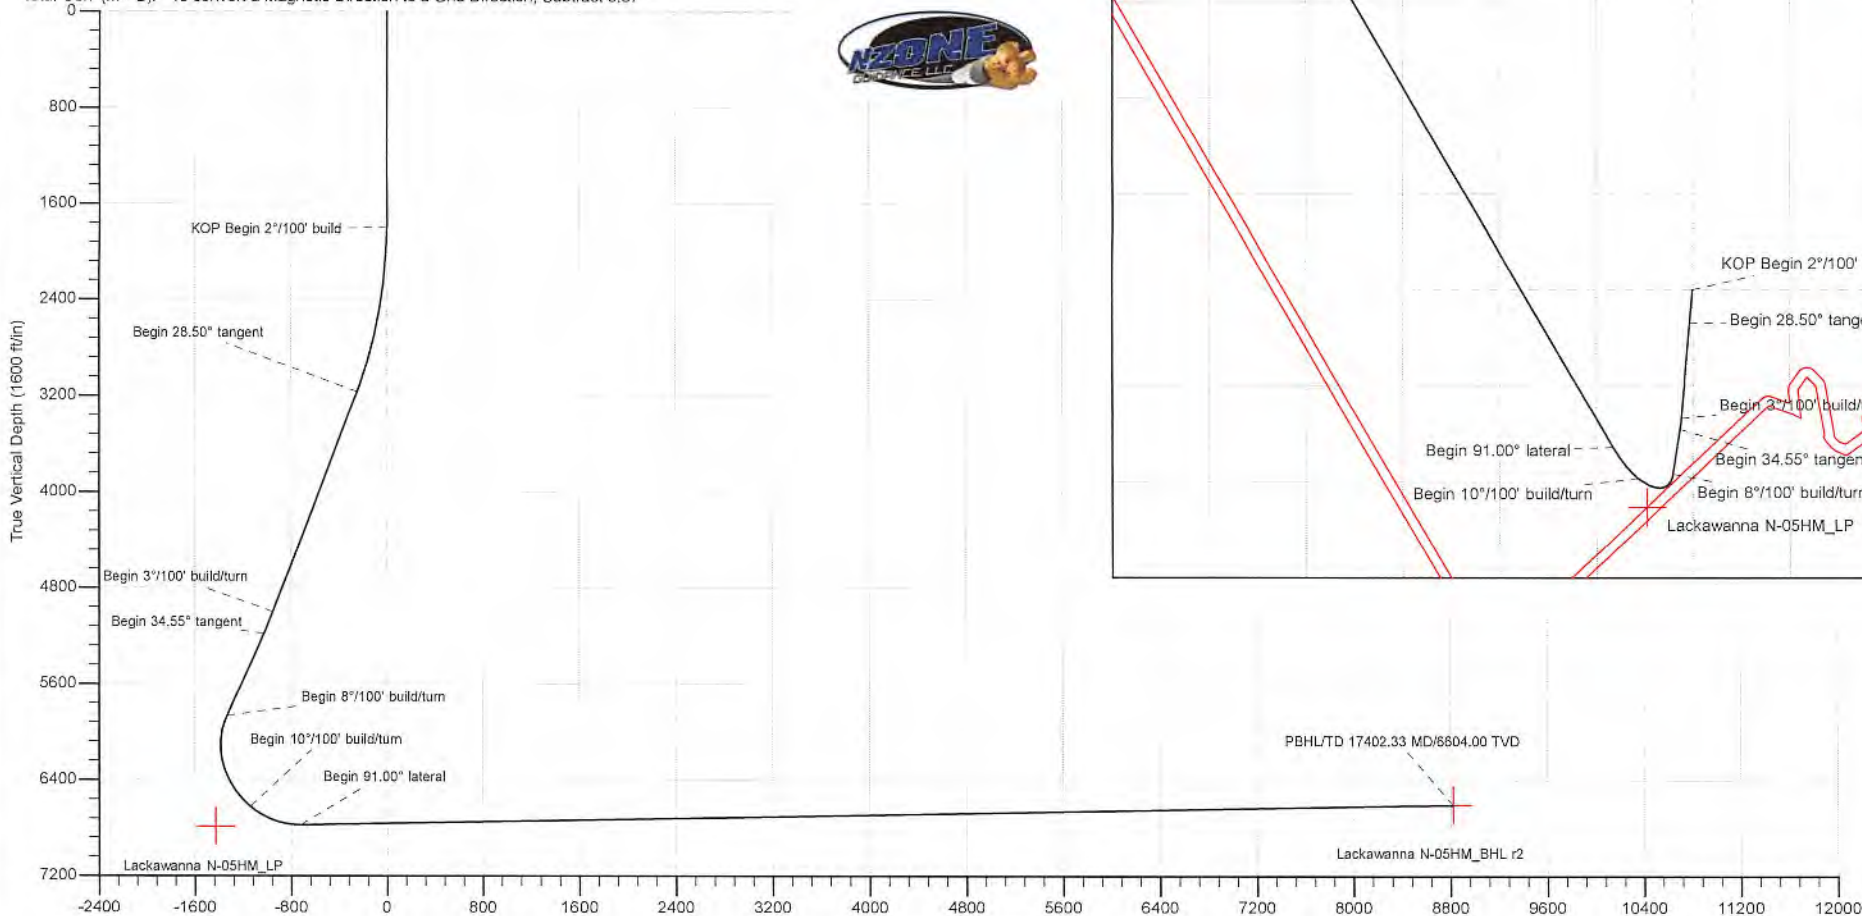 0
800
1600
2400
3200
4000
4800
5600
6400
7200
True Vertical Depth (1600 ft/in)
KOP Begin 2°/100' build
Begin 28.50° tangent
Begin 3°/100' build/turn
Begin 34.55° tangent
Begin 8°/100' build/turn
Begin 10°/100' build/turn
Begin 91.00° lateral
Lackawanna N-05HM_LP
PBHL/TD 17402.33 MD/6604.00 TVD
Lackawanna N-05HM_BHL r2
-2400 -1600 -800 0 800 1600 2400 3200 4000 4800 5600 6400 7200 8000 8800 9600 10400 11200 12000
NZONE
GUIDANCE LLC
KOP Begin 2°/100'
Begin 28.50° tang
Begin 3°/100' build/
Begin 91.00° lateral
Begin 34.55° tangen
Begin 10°/100' build/turn
Begin 8°/100' build/turn
Lackawanna N-05HM_LP